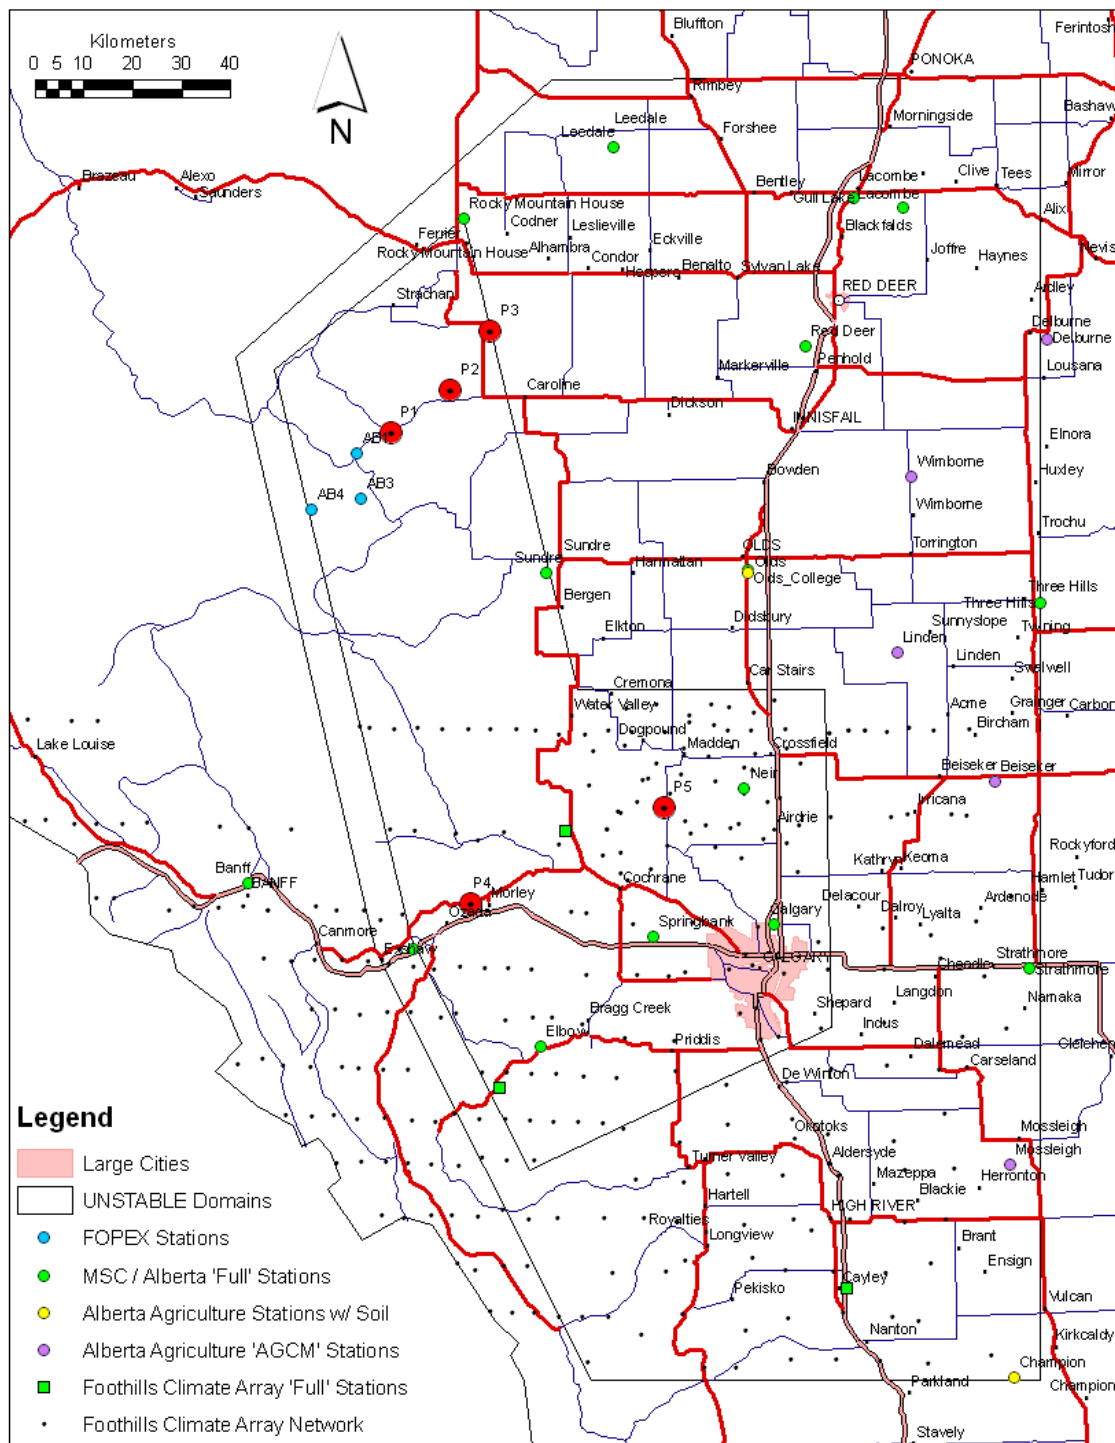 Kilometers
0 5 10 20 30 40
N
Bluffton
Ferintosh
PONOKA
Rimbey
Bashaw
Leedale
Leedale
Forshee
Morningside
Brazeau
Alexo
Saunders
Bentley
Lacombe
Clive
Tees
Mirror
Gull Lake
Lacombe
Rocky Mountain House
Codner
Leslieville
Blackfalds
Alix
Ferrier
Rocky Mountain House
Alhambra
Condor
Eckville
Hespero
Benalto
Sylvan Lake
Joffre
Haynes
Nevis
Strachan
RED DEER
Ardley
P3
Red Deer
Delburne
Delburne
P2
Caroline
Markerville
Penhold
Lousana
P1
Dickson
INNISFAIL
AB1
Elnora
AB4
AB3
Bowden
Wimborne
Huxley
Wimborne
Trochu
Sundre
Sundre
Harmattan
OLDS
Olds
Olds_College
Torrington
Bergen
Three Hills
Three Hills
Elkton
Didsbury
Sunnyslope
Twining
Linden
Linden
Swalwell
Cremona
Car Stairs
Water Valley
Acme
Grainger
Carbon
Dogpound
Bircham
Lake Louise
Madden
Crossfield
Neir
Beiseker
Beiseker
P5
Airdrie
Irricana
Rockyford
Kathryn
Keoma
Banff
BANFF
P4
Morley
Cochrane
Hamlet
Tudor
Ozada
Delacour
Dalroy
Lyalta
Ardenode
Canmore
Springbank
Calgary
Exshaw
CALGARY
Cheadle
Strathmore
Strathmore
Bragg Creek
Shepard
Langdon
Namaka
Elbow
Priddis
Indus
Dalemead
Carseland
Gleichen
De Winton
Okotoks
Aldersyde
Mossleigh
Mossleigh
Turner Valley
Mazeppa
Blackie
Herronton
Hartell
Royalties
HIGH RIVER
Longview
Brant
Ensign
Pekisko
Cayley
Vulcan
Nanton
Kirkcaldy
Champion
Parkland
Champion
Stavely
Legend
Large Cities
UNSTABLE Domains
FOPEX Stations
MSC / Alberta 'Full' Stations
Alberta Agriculture Stations w/ Soil
Alberta Agriculture 'AGCM' Stations
Foothills Climate Array 'Full' Stations
Foothills Climate Array Network